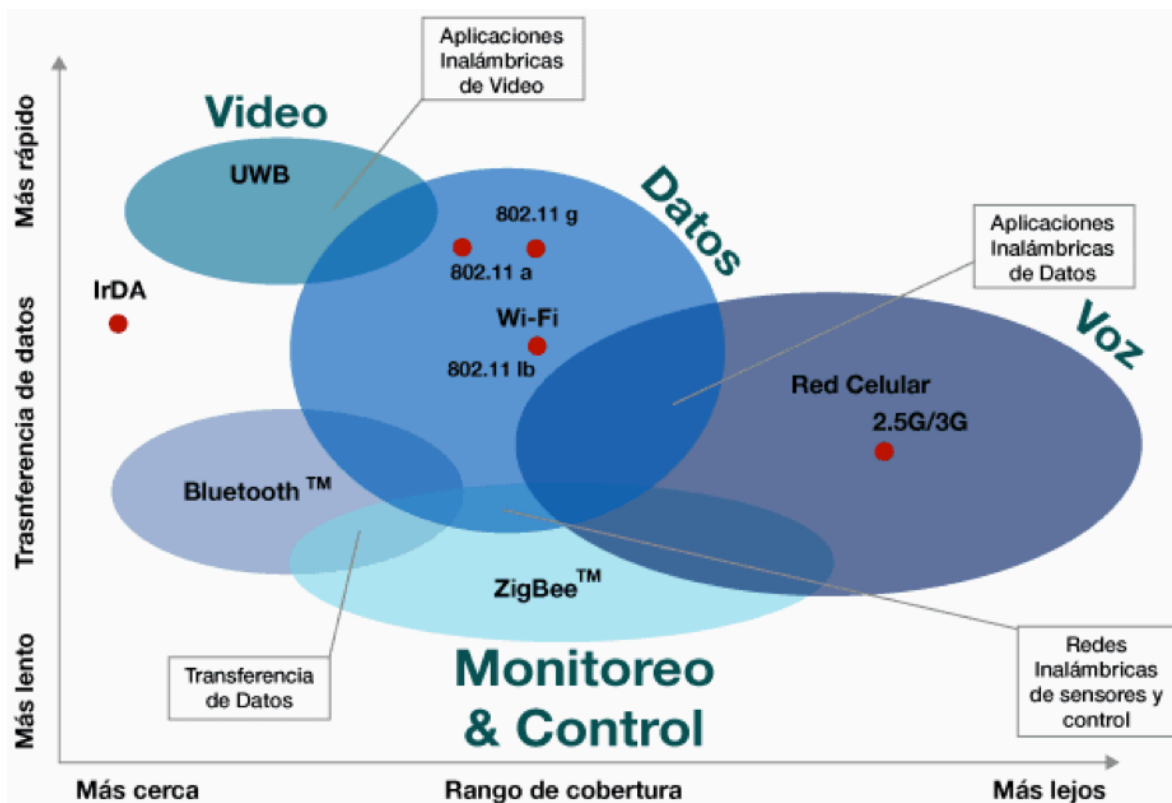 Aplicaciones
Inalámbricas
de Video
Video
UWB
Más rápido
Datos
802.11 g
802.11 a
Aplicaciones
Inalámbricas
de Datos
IrDA
Wi-Fi
802.11 lb
Voz
Red Celular
2.5G/3G
Trasnferencia de datos
Bluetooth TM
ZigBee TM
Transferencia
de Datos
Monitoreo
& Control
Redes
Inalámbricas
de sensores y
control
Más lento
Más cerca
Rango de cobertura
Más lejos